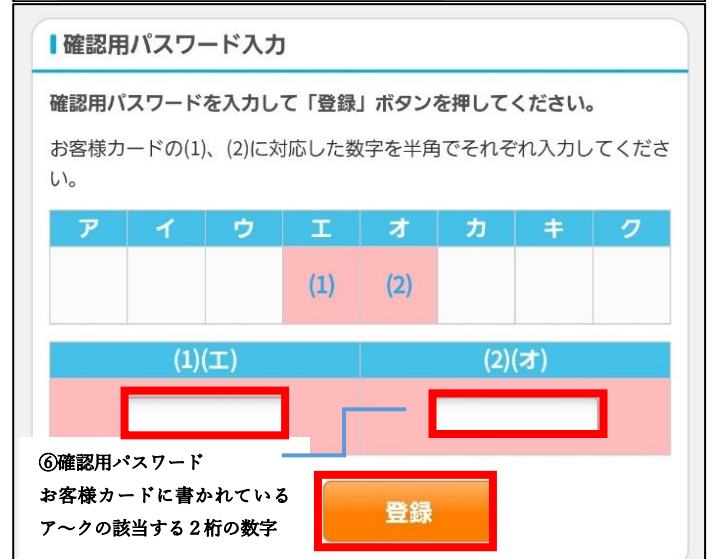 確認用パスワード入力
確認用パスワードを入力して「登録」ボタンを押してください。
お客様カードの(1)、(2)に対応した数字を半角でそれぞれ入力してくださ
い。
ア イ ウ エ オ カ キ ク
(1) (2)
(1)(エ) (2)(オ)
⑥確認用パスワード
お客様カードに書かれている
ア～クの該当する２桁の数字
登録